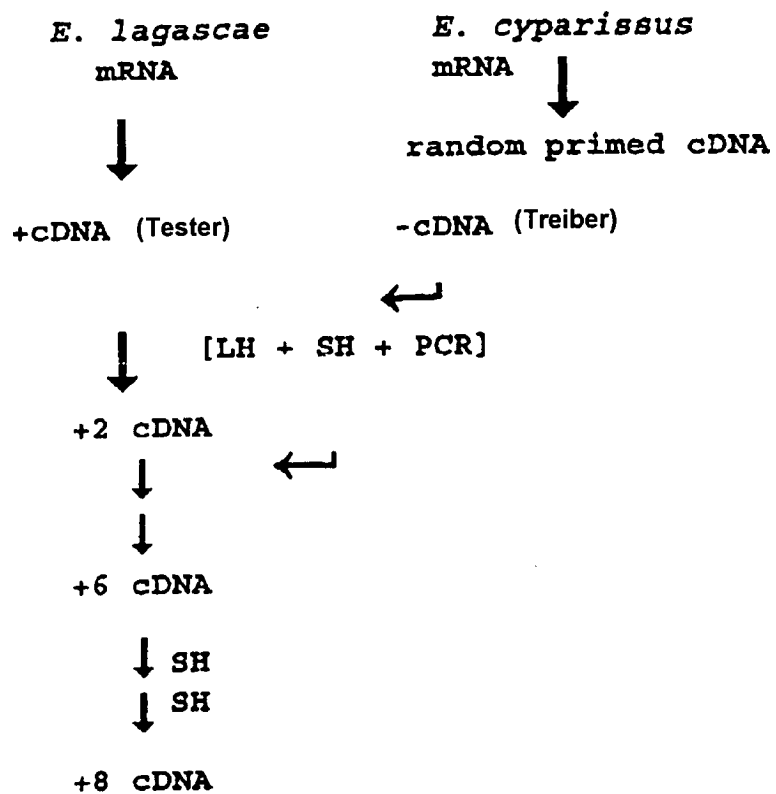 E. lagascae
mRNA
E. cyparissus
mRNA
random primed cDNA
+cDNA (Tester)
-cDNA (Treiber)
[LH + SH + PCR]
+2 cDNA
+6 cDNA
SH
SH
+8 cDNA